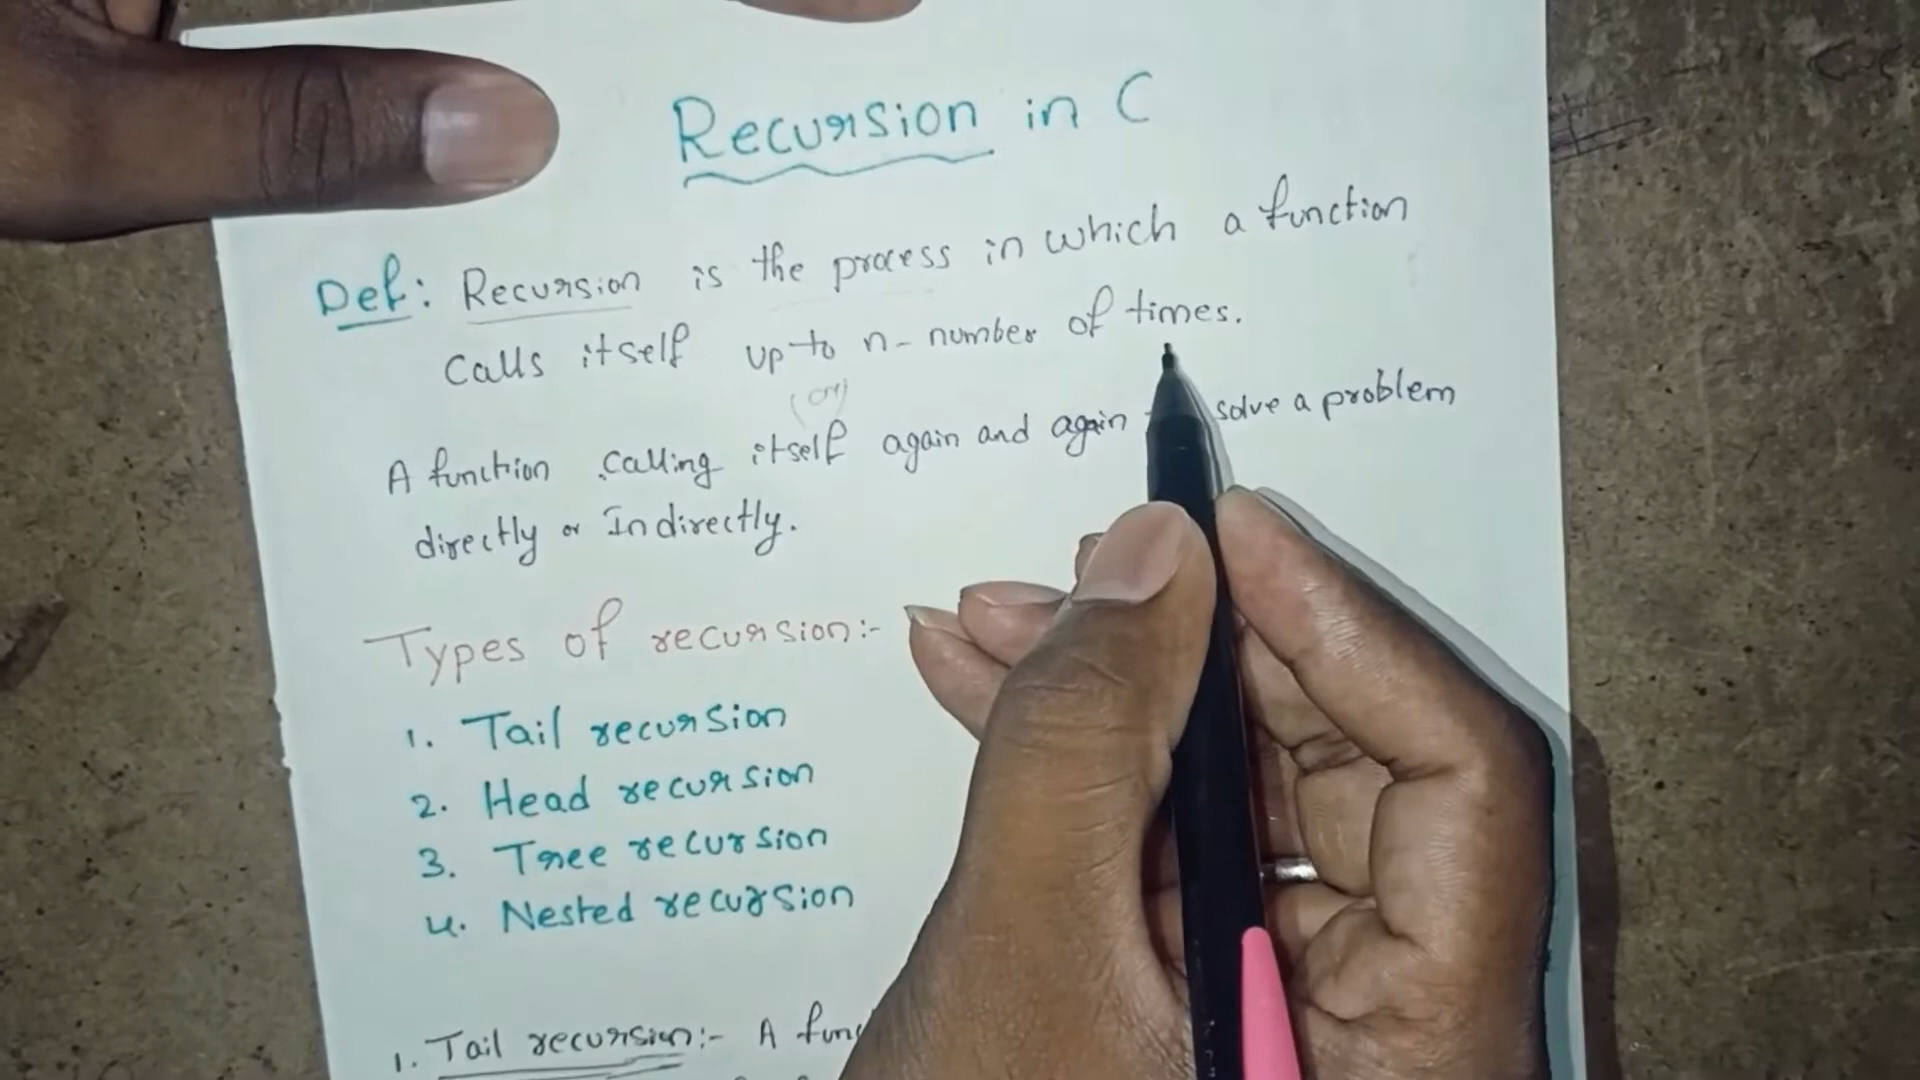 Recursion in C
Def: Recursion is the process in which a function
calls itself up to n- number of times.
(or)
A function calling itself again and again solve a problem
directly or Indirectly.
Types of recursion:-
1. Tail recursion
2. Head recursion
3. Tree recursion
4. Nested recursion
1. Tail recursion:- A func